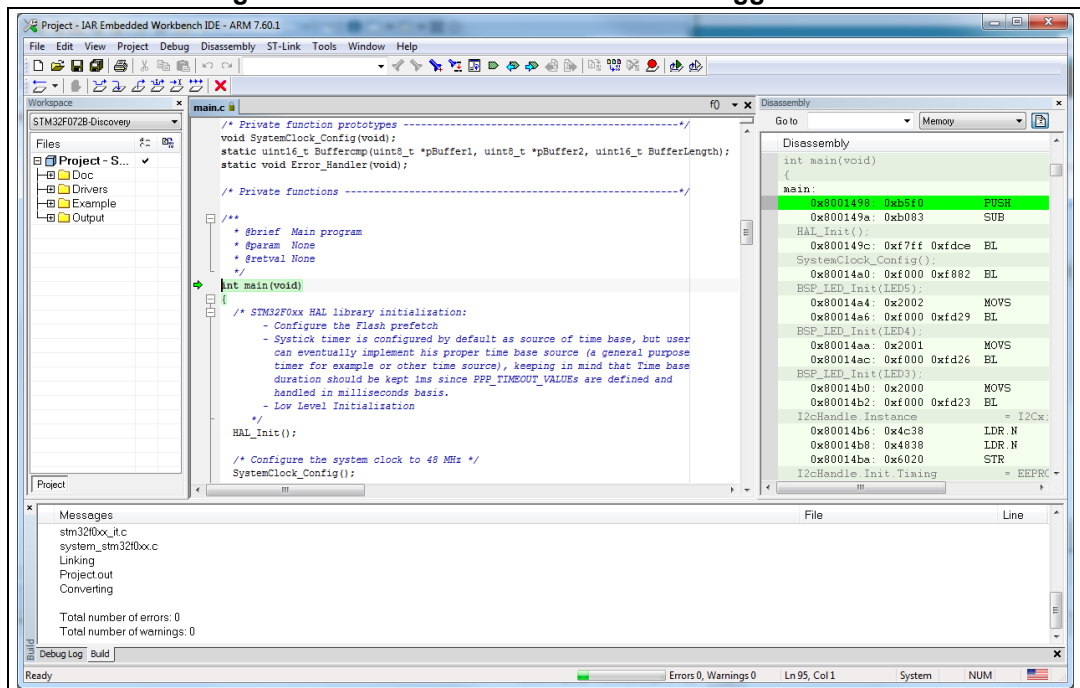 Project - IAR Embedded Workbench IDE - ARM 7.60.1
File Edit View Project Debug Disassembly ST-Link Tools Window Help
Workspace
STM32F072B-Discovery
Files
Project - S...
Doc
Drivers
Example
Output
Project
main.c
f()
/* Private function prototypes -----------------------------------------------*/
void SystemClock_Config(void);
static uint16_t Buffercmp(uint8_t *pBuffer1, uint8_t *pBuffer2, uint16_t BufferLength);
static void Error_Handler(void);
/* Private functions ---------------------------------------------------------*/
/**
* @brief Main program
* @param None
* @retval None
*/
int main(void)
{
/* STM32F0xx HAL library initialization:
- Configure the Flash prefetch
- Systick timer is configured by default as source of time base, but user
can eventually implement his proper time base source (a general purpose
timer for example or other time source), keeping in mind that Time base
duration should be kept 1ms since PPP_TIMEOUT_VALUEs are defined and
handled in milliseconds basis.
- Low Level Initialization
*/
HAL_Init();
/* Configure the system clock to 48 MHz */
SystemClock_Config();
Disassembly
Go to Memory
Disassembly
int main(void)
{
main:
0x8001498: 0xb5f0 PUSH
0x800149a: 0xb083 SUB
HAL_Init();
0x800149c: 0xf7ff 0xfdce BL
SystemClock_Config();
0x80014a0: 0xf000 0xf882 BL
BSP_LED_Init(LED5);
0x80014a4: 0x2002 MOVS
0x80014a6: 0xf000 0xfd29 BL
BSP_LED_Init(LED4);
0x80014aa: 0x2001 MOVS
0x80014ac: 0xf000 0xfd26 BL
BSP_LED_Init(LED3);
0x80014b0: 0x2000 MOVS
0x80014b2: 0xf000 0xfd23 BL
I2cHandle.Instance = I2Cx;
0x80014b6: 0x4c38 LDR.N
0x80014b8: 0x4838 LDR.N
0x80014ba: 0x6020 STR
I2cHandle.Init.Timing = EEPRO
Messages File Line
stm32f0xx_it.c
system_stm32f0xx.c
Linking
Project.out
Converting
Total number of errors: 0
Total number of warnings: 0
Build
Debug Log Build
Ready Errors 0, Warnings 0 Ln 95, Col 1 System NUM